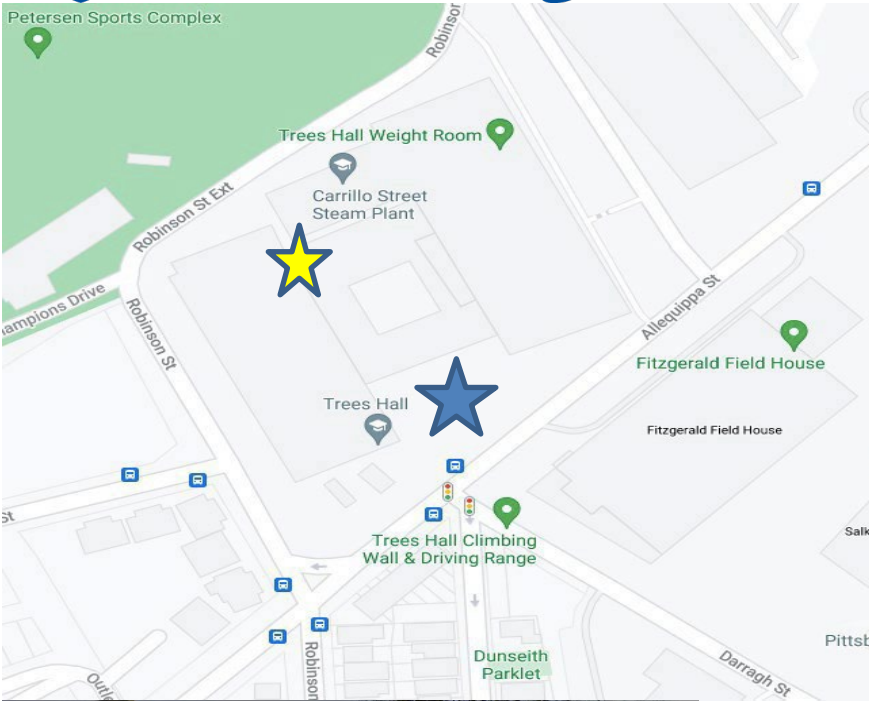 Petersen Sports Complex
Robinson
Trees Hall Weight Room
Carrillo Street
Steam Plant
Robinson St Ext
ampions Drive
Robinson St
Allequippa St
Fitzgerald Field House
Trees Hall
Fitzgerald Field House
St
Trees Hall Climbing
Wall & Driving Range
Salk
Robinson
Dunseith
Parklet
Darragh St
Pittsb
Outlo